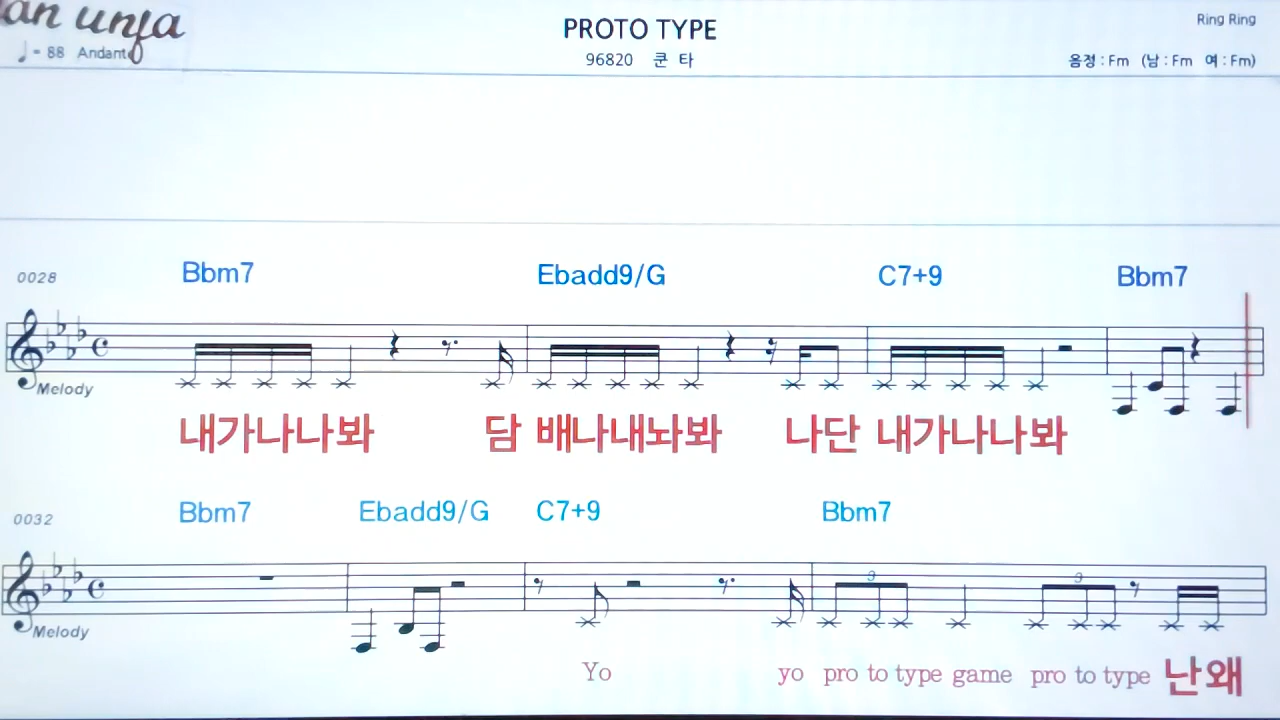 an unja
PROTO TYPE
Ring Ring
♩ = 88 Andant
96820 쿤 타
음정 : Fm (남 : Fm 여 : Fm)
0028 Bbm7 Ebadd9/G C7+9 Bbm7
Melody
내가나나봐 담 배나내놔봐 나단 내가나나봐
0032 Bbm7 Ebadd9/G C7+9 Bbm7
3 3
Melody
Yo yo pro to type game pro to type 난왜